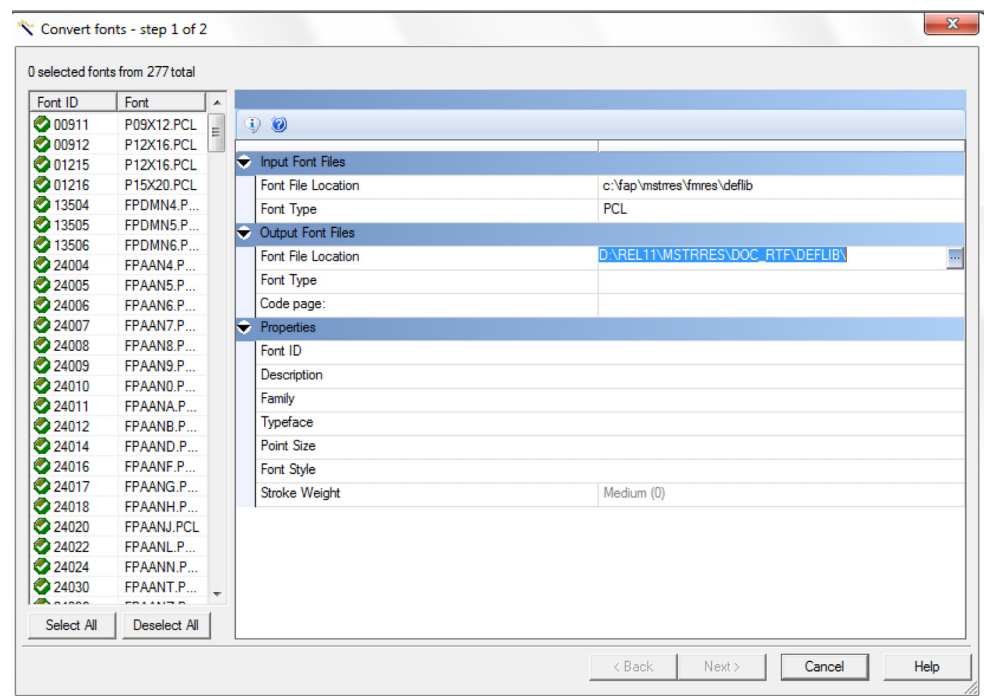 Convert fonts - step 1 of 2
0 selected fonts from 277 total
Font ID Font
00911 P09X12.PCL
00912 P12X16.PCL
01215 P12X16.PCL
01216 P15X20.PCL
13504 FPDMN4.P...
13505 FPDMN5.P...
13506 FPDMN6.P...
24004 FPAAN4.P...
24005 FPAAN5.P...
24006 FPAAN6.P...
24007 FPAAN7.P...
24008 FPAAN8.P...
24009 FPAAN9.P...
24010 FPAAN0.P...
24011 FPAANA.P...
24012 FPAANB.P...
24014 FPAAND.P...
24016 FPAANF.P...
24017 FPAANG.P...
24018 FPAANH.P...
24020 FPAANJ.PCL
24022 FPAANL.P...
24024 FPAANN.P...
24030 FPAANT.P...
Select All Deselect All
Input Font Files
Font File Location c:\fap\mstrres\fmres\deflib
Font Type PCL
Output Font Files
Font File Location D:\REL11\MSTRRES\DOC_RTF\DEFLIB\ ...
Font Type
Code page:
Properties
Font ID
Description
Family
Typeface
Point Size
Font Style
Stroke Weight Medium (0)
< Back Next > Cancel Help